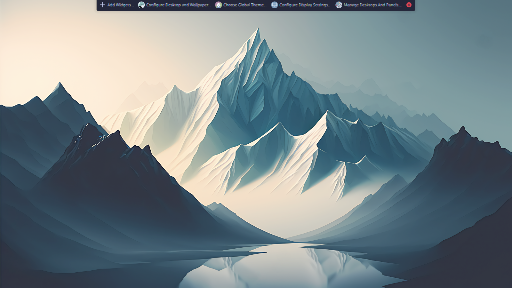 Add Widgets Configure Desktop and Wallpaper Choose Global Theme Configure Display Settings Manage Desktops And Panels